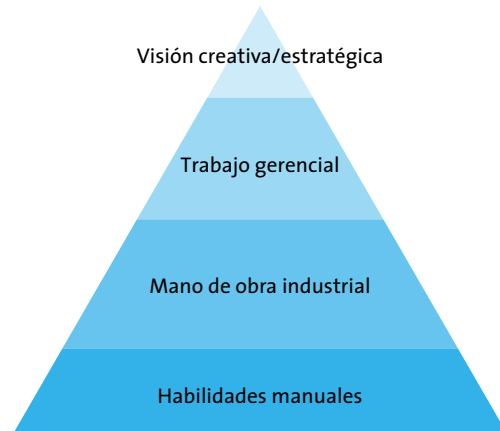 Visión creativa/estratégica
Trabajo gerencial
Mano de obra industrial
Habilidades manuales